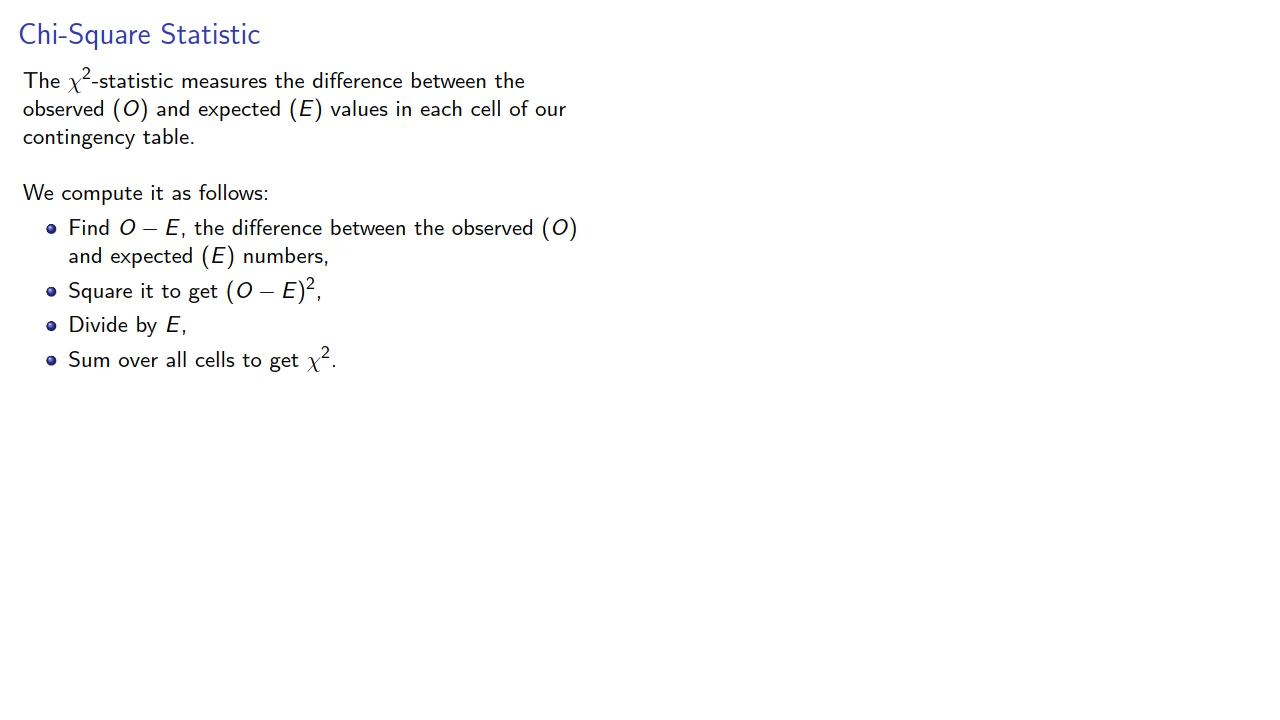 Chi-Square Statistic
The χ²-statistic measures the difference between the
observed (O) and expected (E) values in each cell of our
contingency table.
We compute it as follows:
Find O − E, the difference between the observed (O)
and expected (E) numbers,
Square it to get (O − E)²,
Divide by E,
Sum over all cells to get χ².